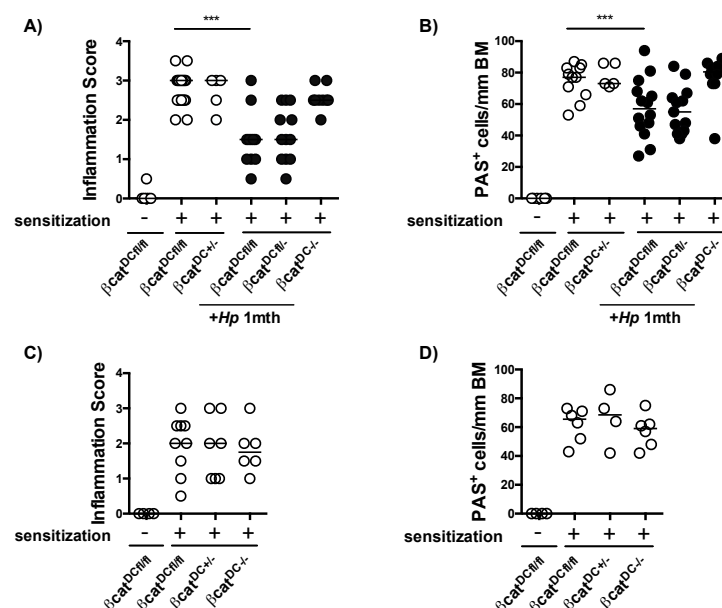 A)
***
Inflammation Score
4
3
2
1
0
sensitization - + + + + +
βcatDCfl/fl βcatDCfl/fl βcatDC+/- βcatDCfl/fl βcatDCfl/- βcatDC-/-
+Hp 1mth
B)
***
PAS+ cells/mm BM
100
80
60
40
20
0
sensitization - + + + + +
βcatDCfl/fl βcatDCfl/fl βcatDC+/- βcatDCfl/fl βcatDCfl/- βcatDC-/-
+Hp 1mth
C)
Inflammation Score
4
3
2
1
0
sensitization - + + +
βcatDCfl/fl βcatDCfl/fl βcatDC+/- βcatDC-/-
D)
PAS+ cells/mm BM
100
80
60
40
20
0
sensitization - + + +
βcatDCfl/fl βcatDCfl/fl βcatDC+/- βcatDC-/-